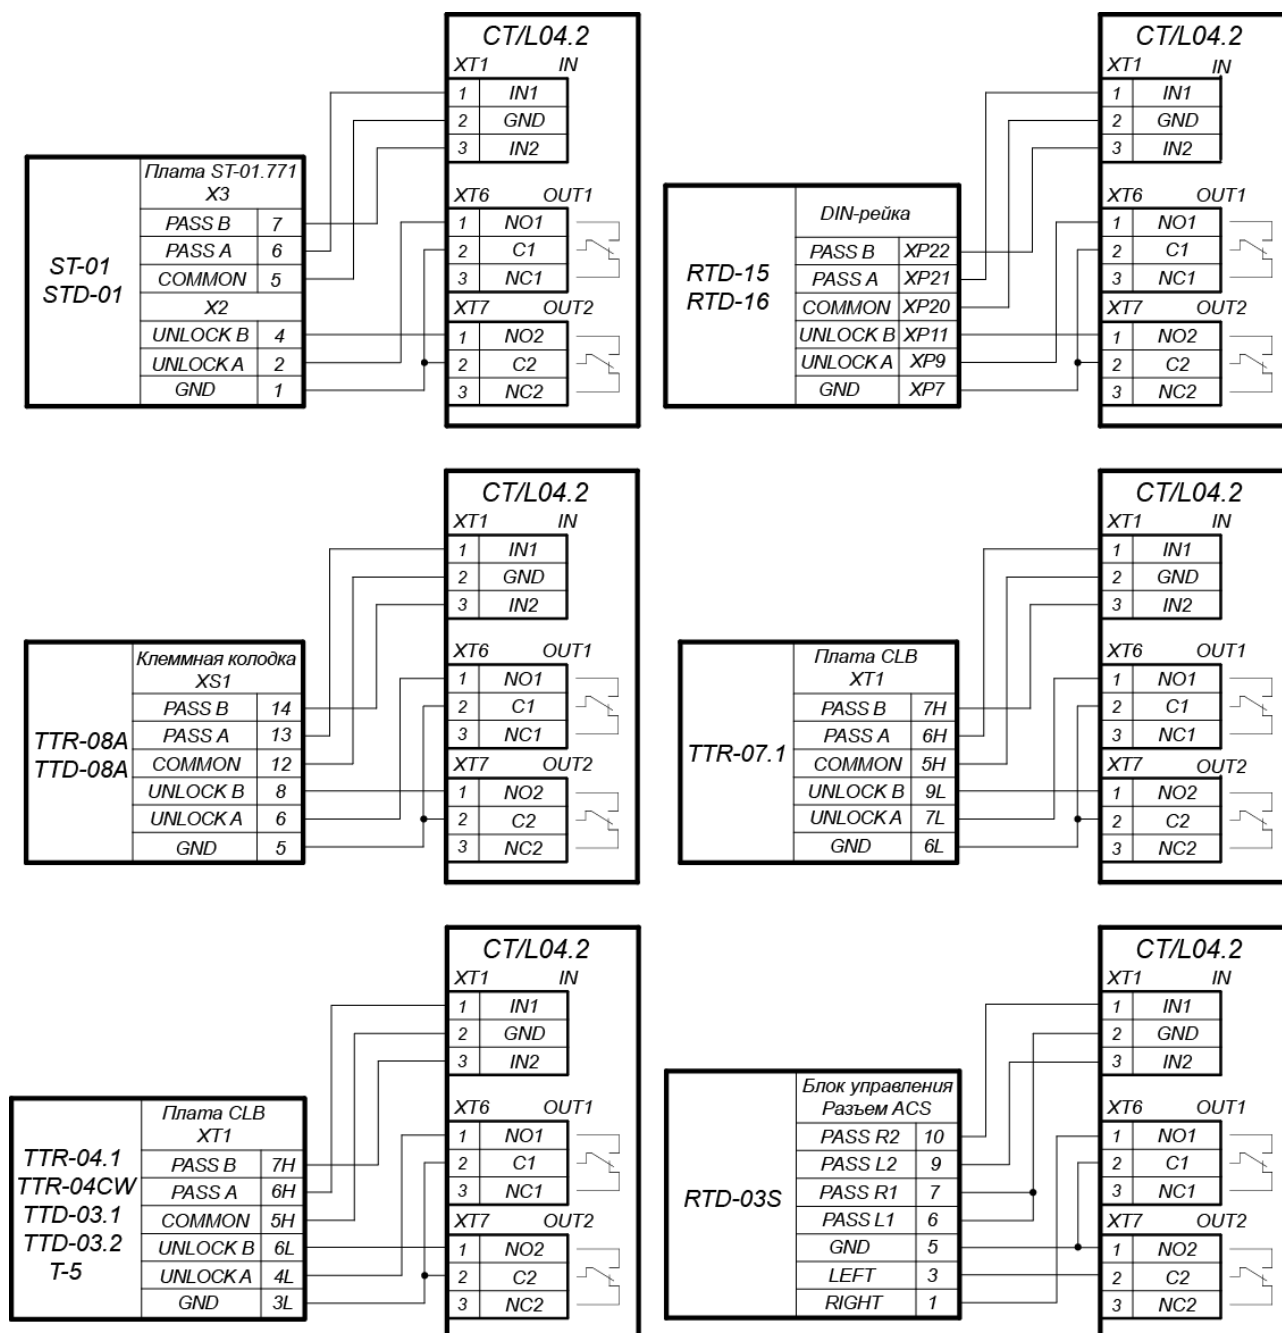 CT/L04.2
XT1 IN
1 IN1
2 GND
3 IN2
Плата ST-01.771
X3
XT6 OUT1
PASS B 7
1 NO1
PASS A 6
2 C1
ST-01
STD-01
COMMON 5
3 NC1
X2
XT7 OUT2
UNLOCK B 4
1 NO2
UNLOCK A 2
2 C2
GND 1
3 NC2
CT/L04.2
XT1 IN
1 IN1
2 GND
3 IN2
DIN-рейка
XT6 OUT1
1 NO1
PASS B XP22
2 C1
RTD-15
RTD-16
PASS A XP21
3 NC1
COMMON XP20
XT7 OUT2
UNLOCK B XP11
1 NO2
UNLOCK A XP9
2 C2
GND XP7
3 NC2
CT/L04.2
XT1 IN
1 IN1
2 GND
3 IN2
Клеммная колодка
XS1
XT6 OUT1
1 NO1
PASS B 14
2 C1
TTR-08A
TTD-08A
PASS A 13
3 NC1
COMMON 12
XT7 OUT2
UNLOCK B 8
1 NO2
UNLOCK A 6
2 C2
GND 5
3 NC2
CT/L04.2
XT1 IN
1 IN1
2 GND
3 IN2
Плата CLB
XT1
XT6 OUT1
1 NO1
PASS B 7H
2 C1
TTR-07.1
PASS A 6H
3 NC1
COMMON 5H
XT7 OUT2
UNLOCK B 9L
1 NO2
UNLOCK A 7L
2 C2
GND 6L
3 NC2
CT/L04.2
XT1 IN
1 IN1
2 GND
3 IN2
Плата CLB
XT1
XT6 OUT1
1 NO1
TTR-04.1
TTR-04CW
TTD-03.1
TTD-03.2
T-5
PASS B 7H
2 C1
PASS A 6H
3 NC1
COMMON 5H
XT7 OUT2
UNLOCK B 6L
1 NO2
UNLOCK A 4L
2 C2
GND 3L
3 NC2
CT/L04.2
XT1 IN
1 IN1
2 GND
3 IN2
Блок управления
Разъем ACS
XT6 OUT1
PASS R2 10
1 NO1
PASS L2 9
2 C1
RTD-03S
PASS R1 7
3 NC1
PASS L1 6
XT7 OUT2
GND 5
1 NO2
LEFT 3
2 C2
RIGHT 1
3 NC2